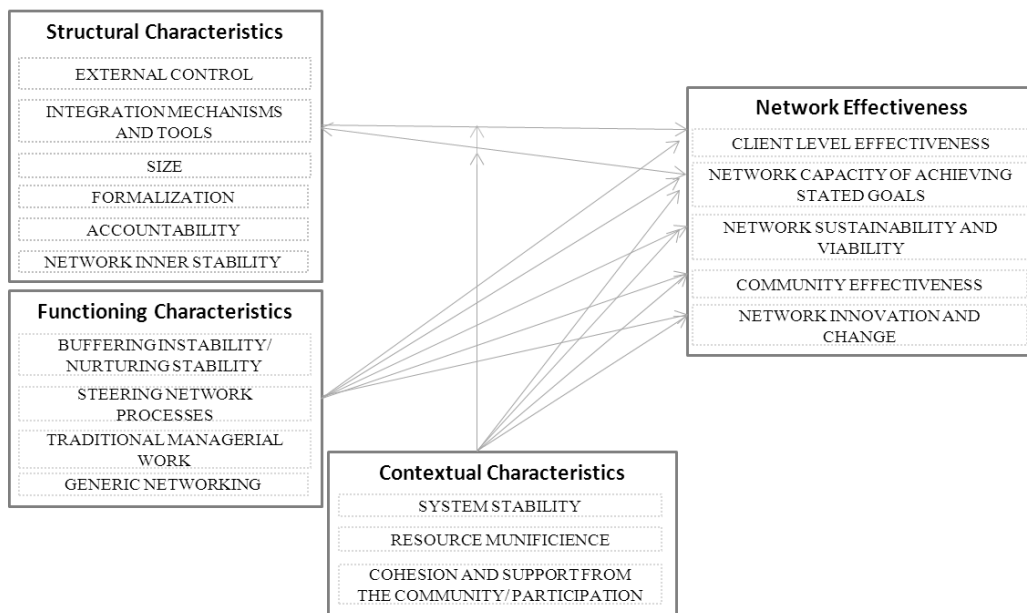 Structural Characteristics
EXTERNAL CONTROL
INTEGRATION MECHANISMS
AND TOOLS
SIZE
FORMALIZATION
ACCOUNTABILITY
NETWORK INNER STABILITY
Functioning Characteristics
BUFFERING INSTABILITY/
NURTURING STABILITY
STEERING NETWORK
PROCESSES
TRADITIONAL MANAGERIAL
WORK
GENERIC NETWORKING
Contextual Characteristics
SYSTEM STABILITY
RESOURCE MUNIFICIENCE
COHESION AND SUPPORT FROM
THE COMMUNITY/ PARTICIPATION
Network Effectiveness
CLIENT LEVEL EFFECTIVENESS
NETWORK CAPACITY OF ACHIEVING
STATED GOALS
NETWORK SUSTAINABILITY AND
VIABILITY
COMMUNITY EFFECTIVENESS
NETWORK INNOVATION AND
CHANGE